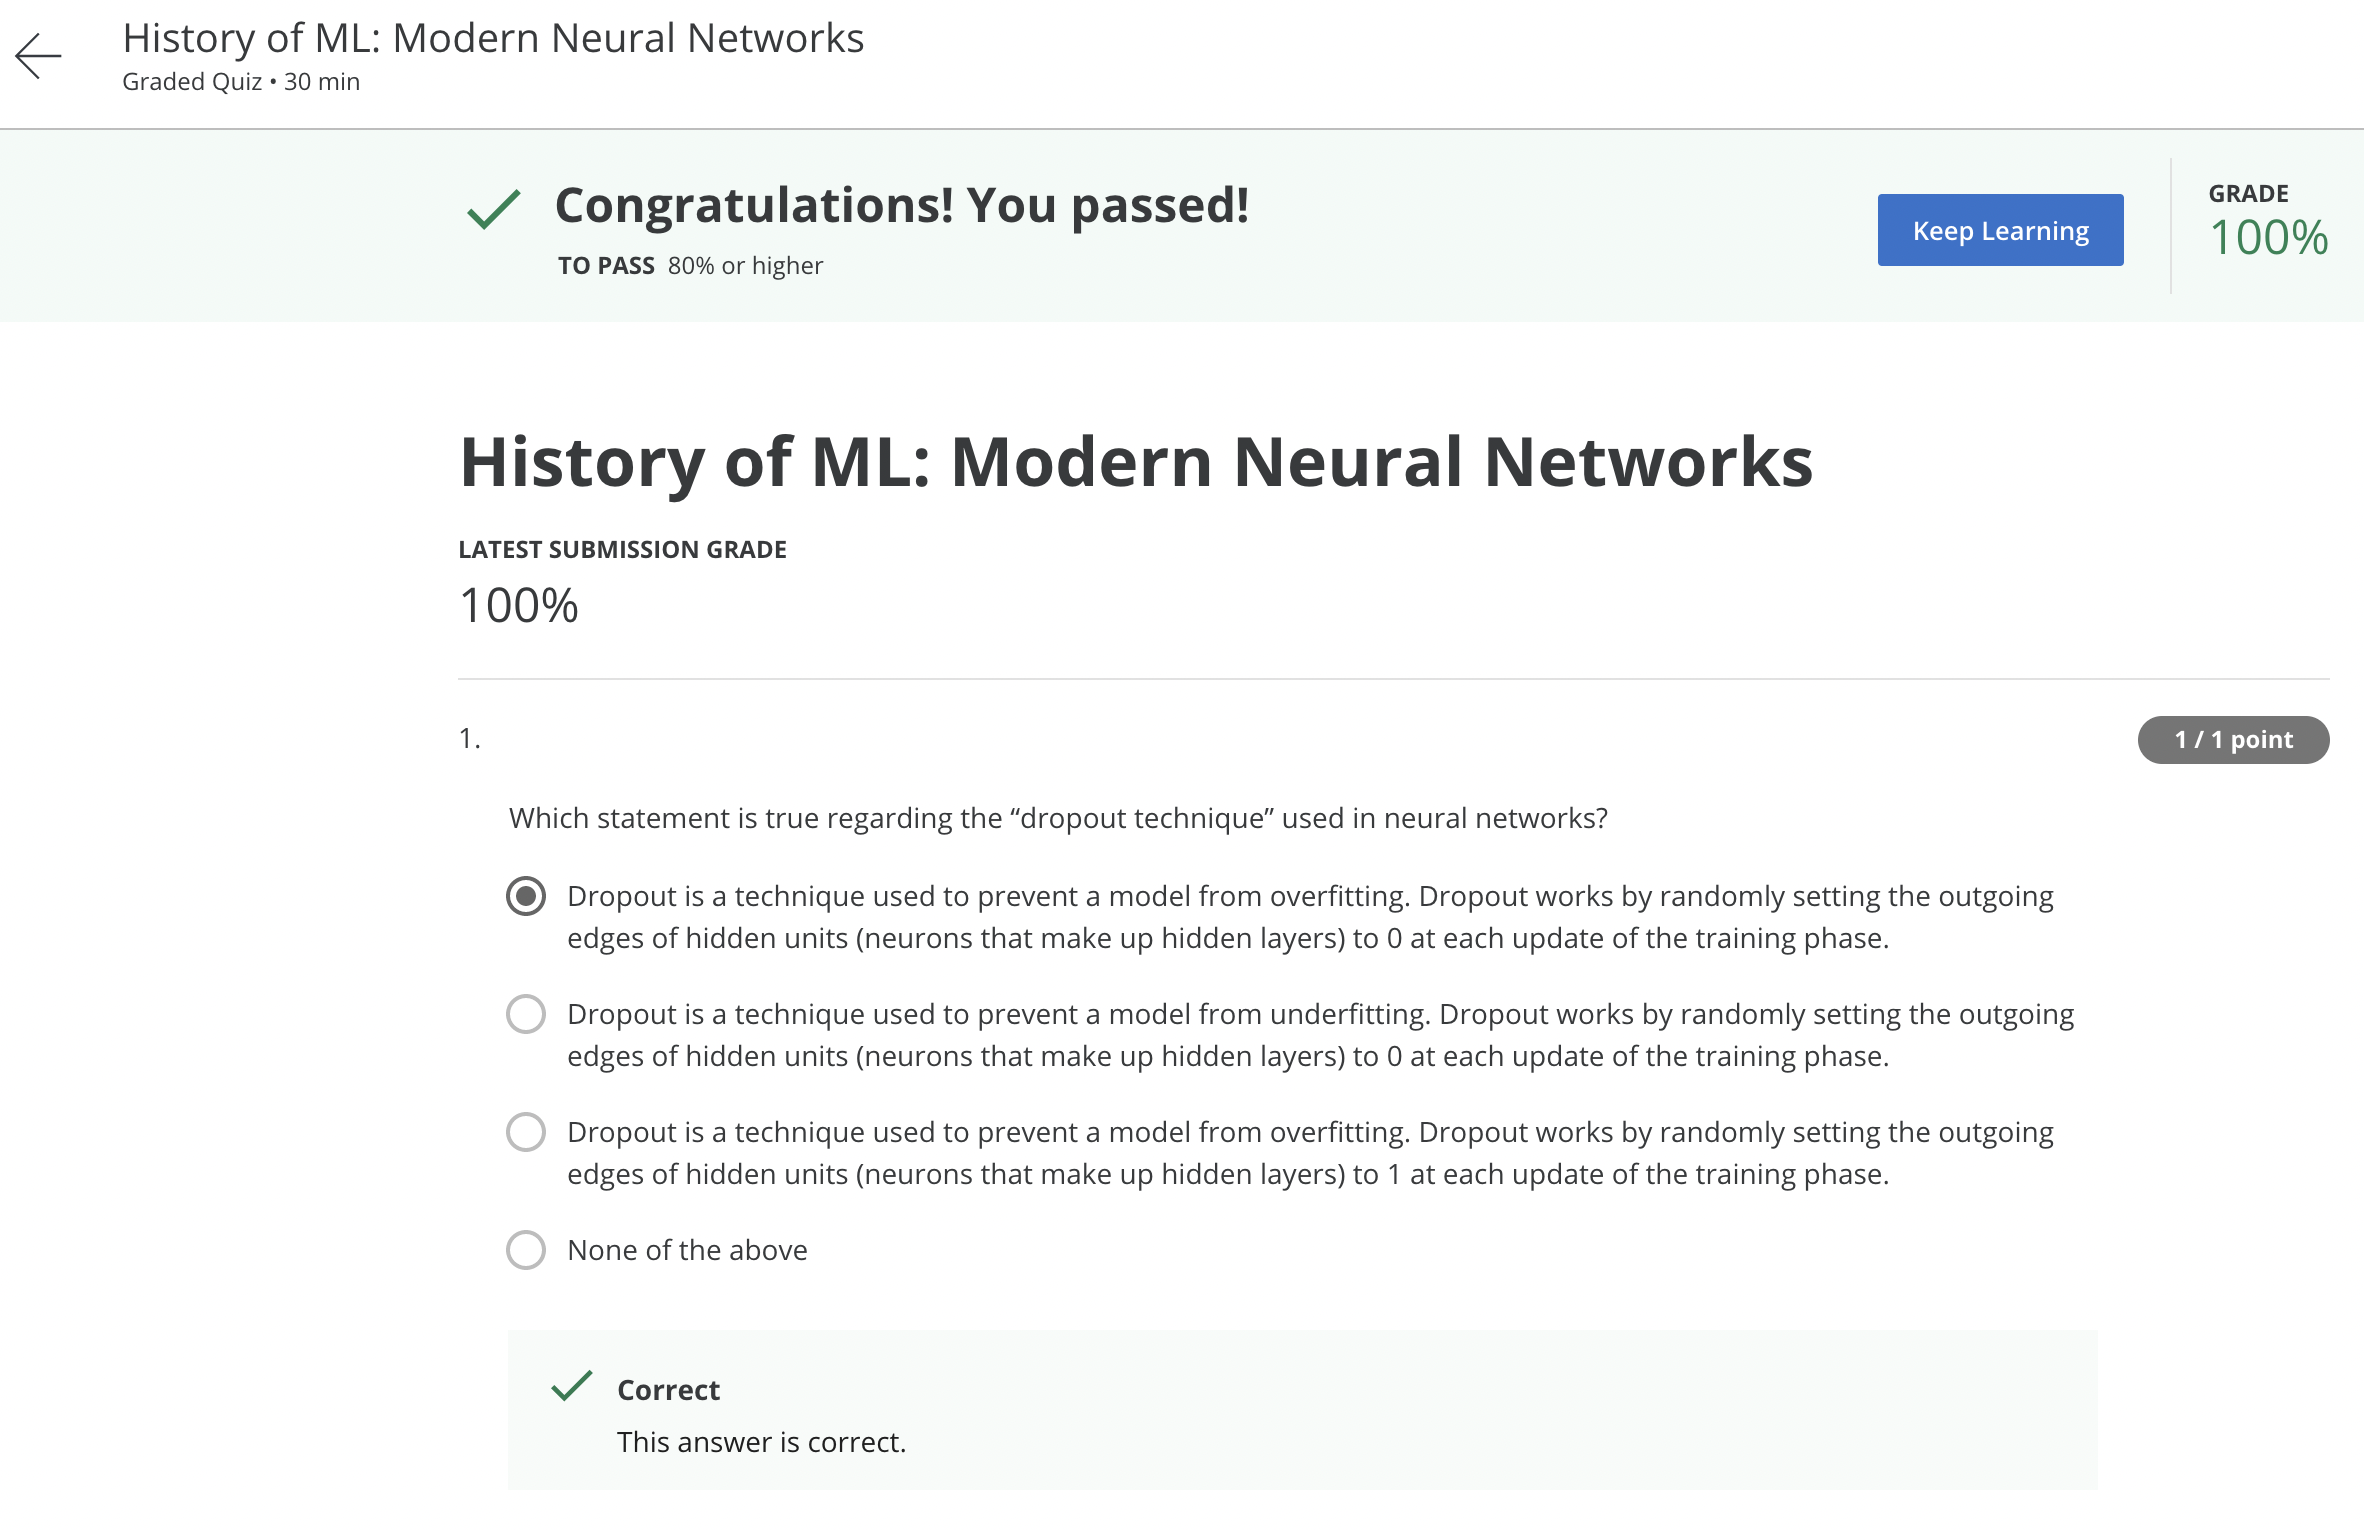 History of ML: Modern Neural Networks
Graded Quiz • 30 min
Congratulations! You passed!
TO PASS 80% or higher
Keep Learning
GRADE
100%
History of ML: Modern Neural Networks
LATEST SUBMISSION GRADE
100%
1.
1 / 1 point
Which statement is true regarding the “dropout technique” used in neural networks?
Dropout is a technique used to prevent a model from overfitting. Dropout works by randomly setting the outgoing
edges of hidden units (neurons that make up hidden layers) to 0 at each update of the training phase.
Dropout is a technique used to prevent a model from underfitting. Dropout works by randomly setting the outgoing
edges of hidden units (neurons that make up hidden layers) to 0 at each update of the training phase.
Dropout is a technique used to prevent a model from overfitting. Dropout works by randomly setting the outgoing
edges of hidden units (neurons that make up hidden layers) to 1 at each update of the training phase.
None of the above
Correct
This answer is correct.